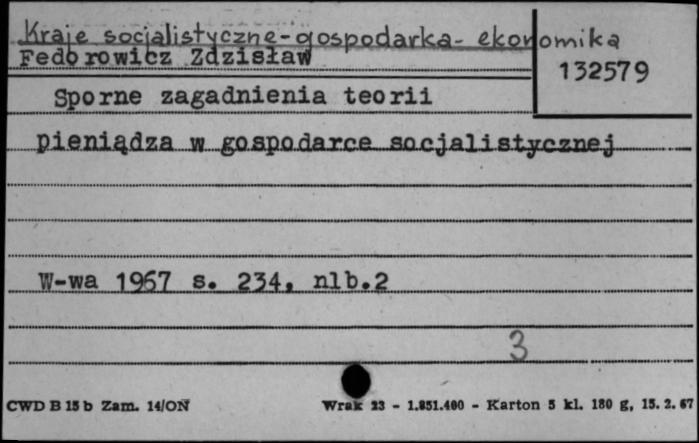 Kraje socjalistyczne-gospodarka-ekonomika
Fedorowicz Zdzisław
132579
Sporne zagadnienia teorii
pieniądza w gospodarce socjalistycznej
W-wa 1967 s. 234, nlb.2
3
CWD B 15 b Zam. 14/ON Wrak 23 - 1.851.400 - Karton 5 kl. 180 g, 15.2.67